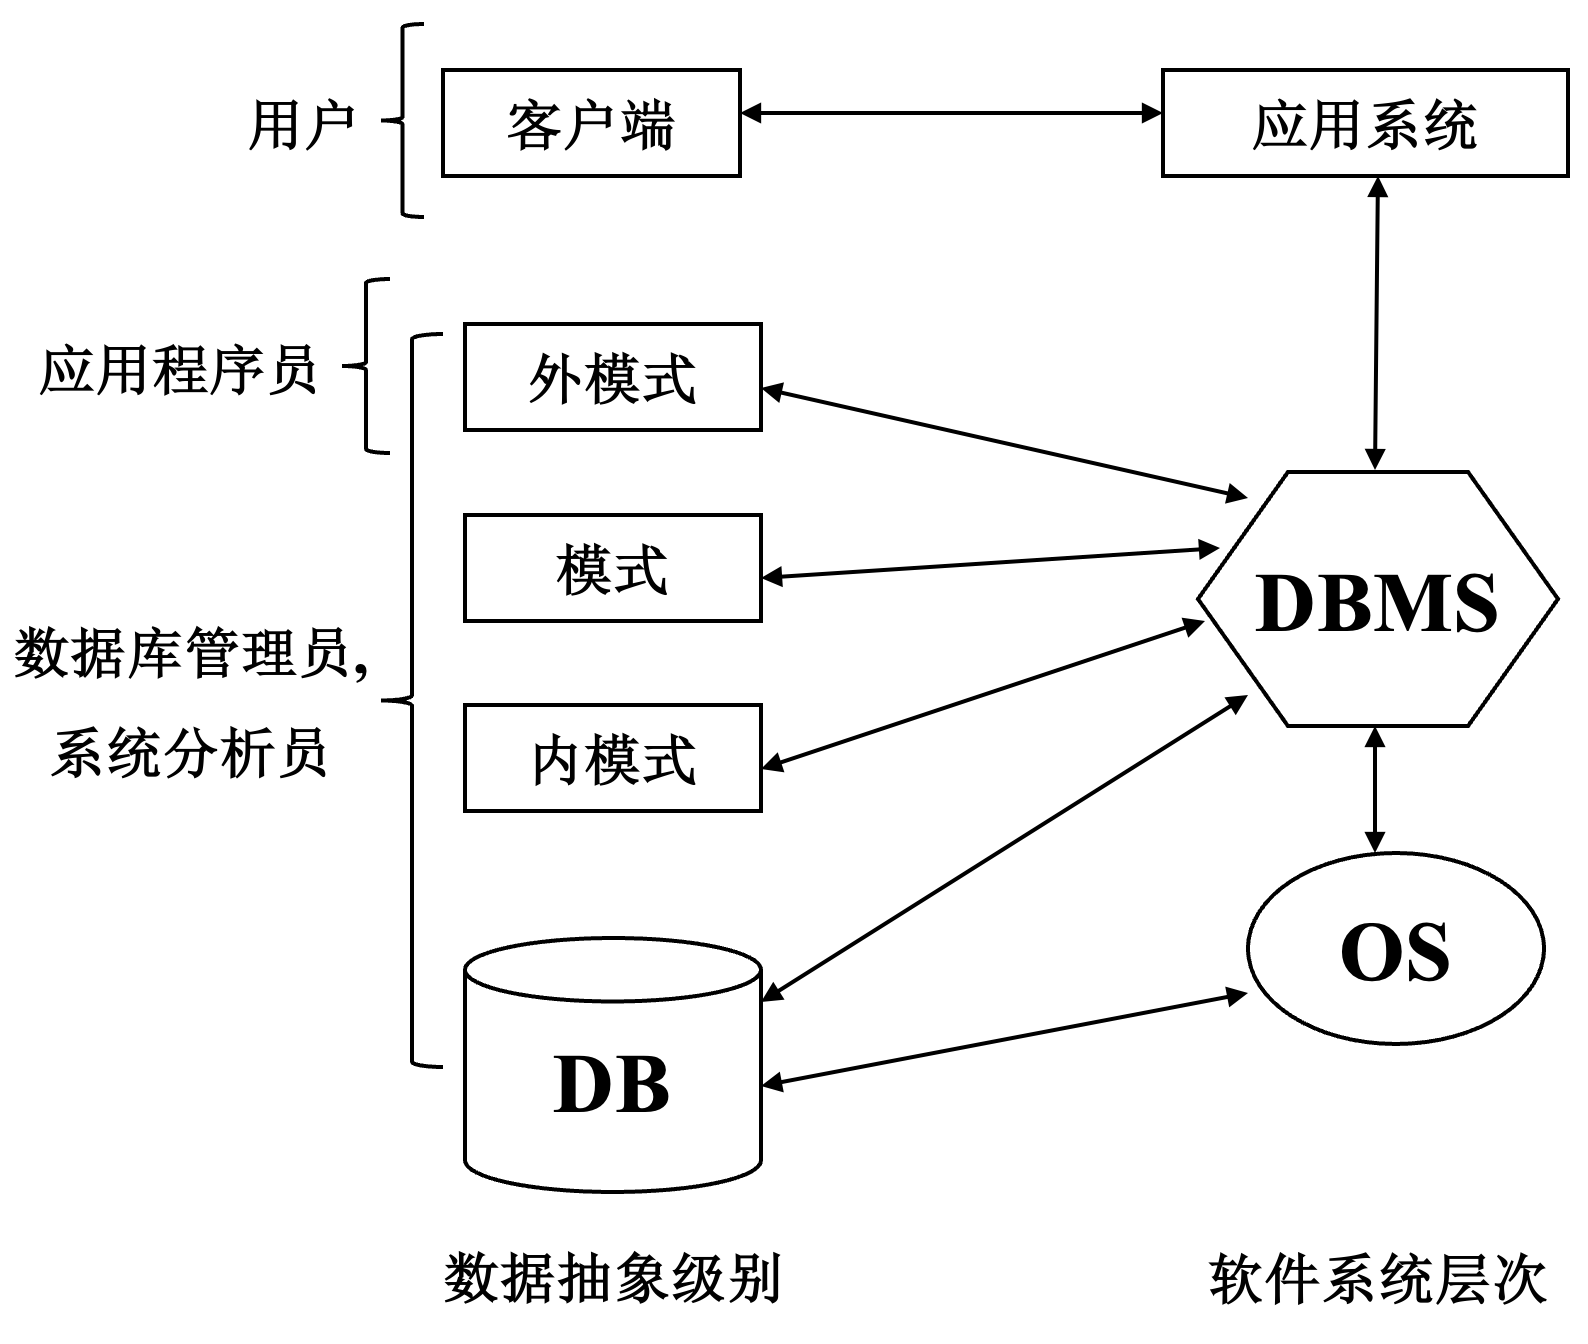 用户
客户端
应用系统
应用程序员
外模式
模式
DBMS
数据库管理员,
系统分析员
内模式
OS
DB
数据抽象级别
软件系统层次